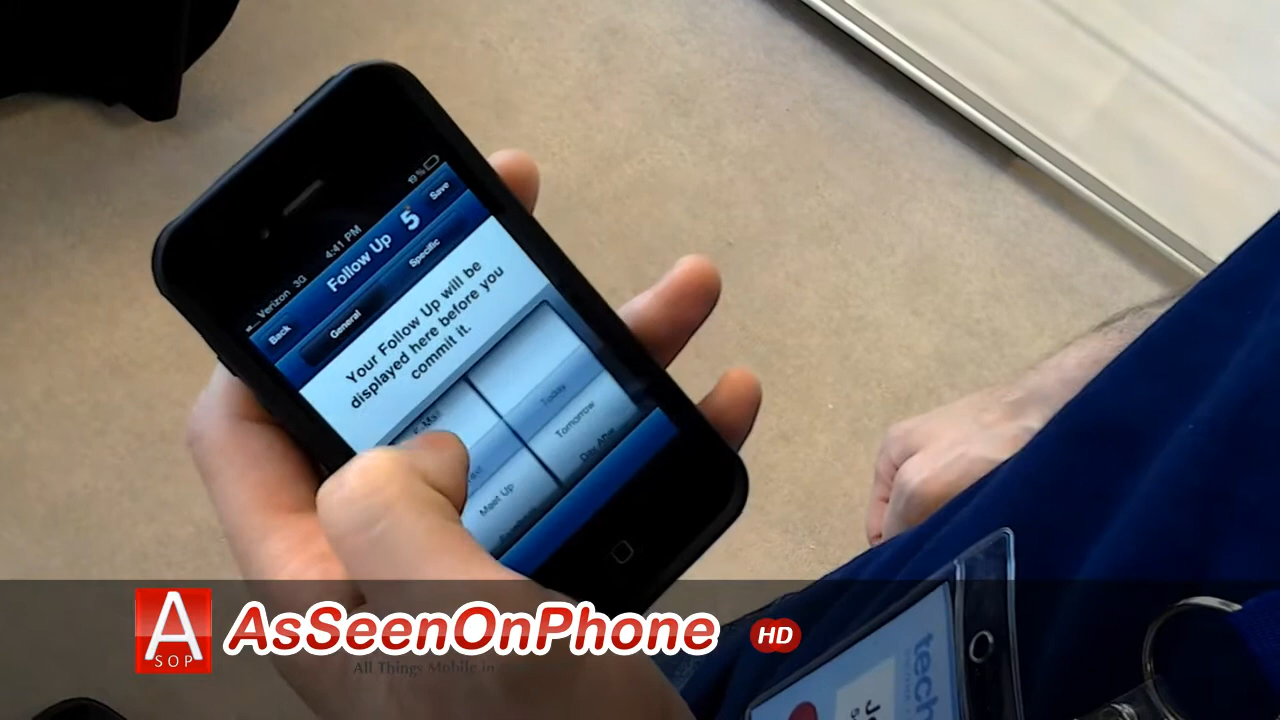 Verizon 3G 4:41 PM 19%
Back Follow Up 5 Save
General Specific
Your Follow Up will be
displayed here before you
commit it.
Today
Tomorrow
Meet Up
A
SOP
AsSeenOnPhone
HD
All Things Mobile in
tech